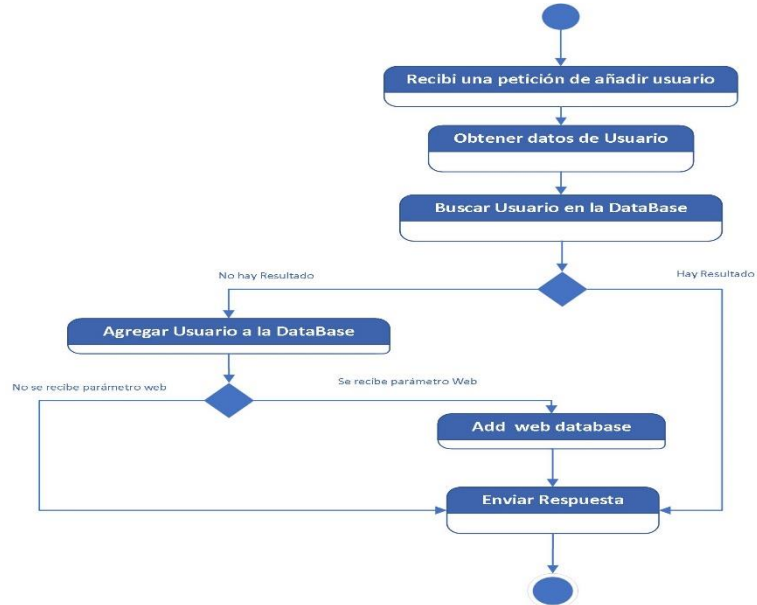 Recibi una petición de añadir usuario
Obtener datos de Usuario
Buscar Usuario en la DataBase
No hay Resultado
Hay Resultado
Agregar Usuario a la DataBase
No se recibe parámetro web
Se recibe parámetro Web
Add web database
Enviar Respuesta